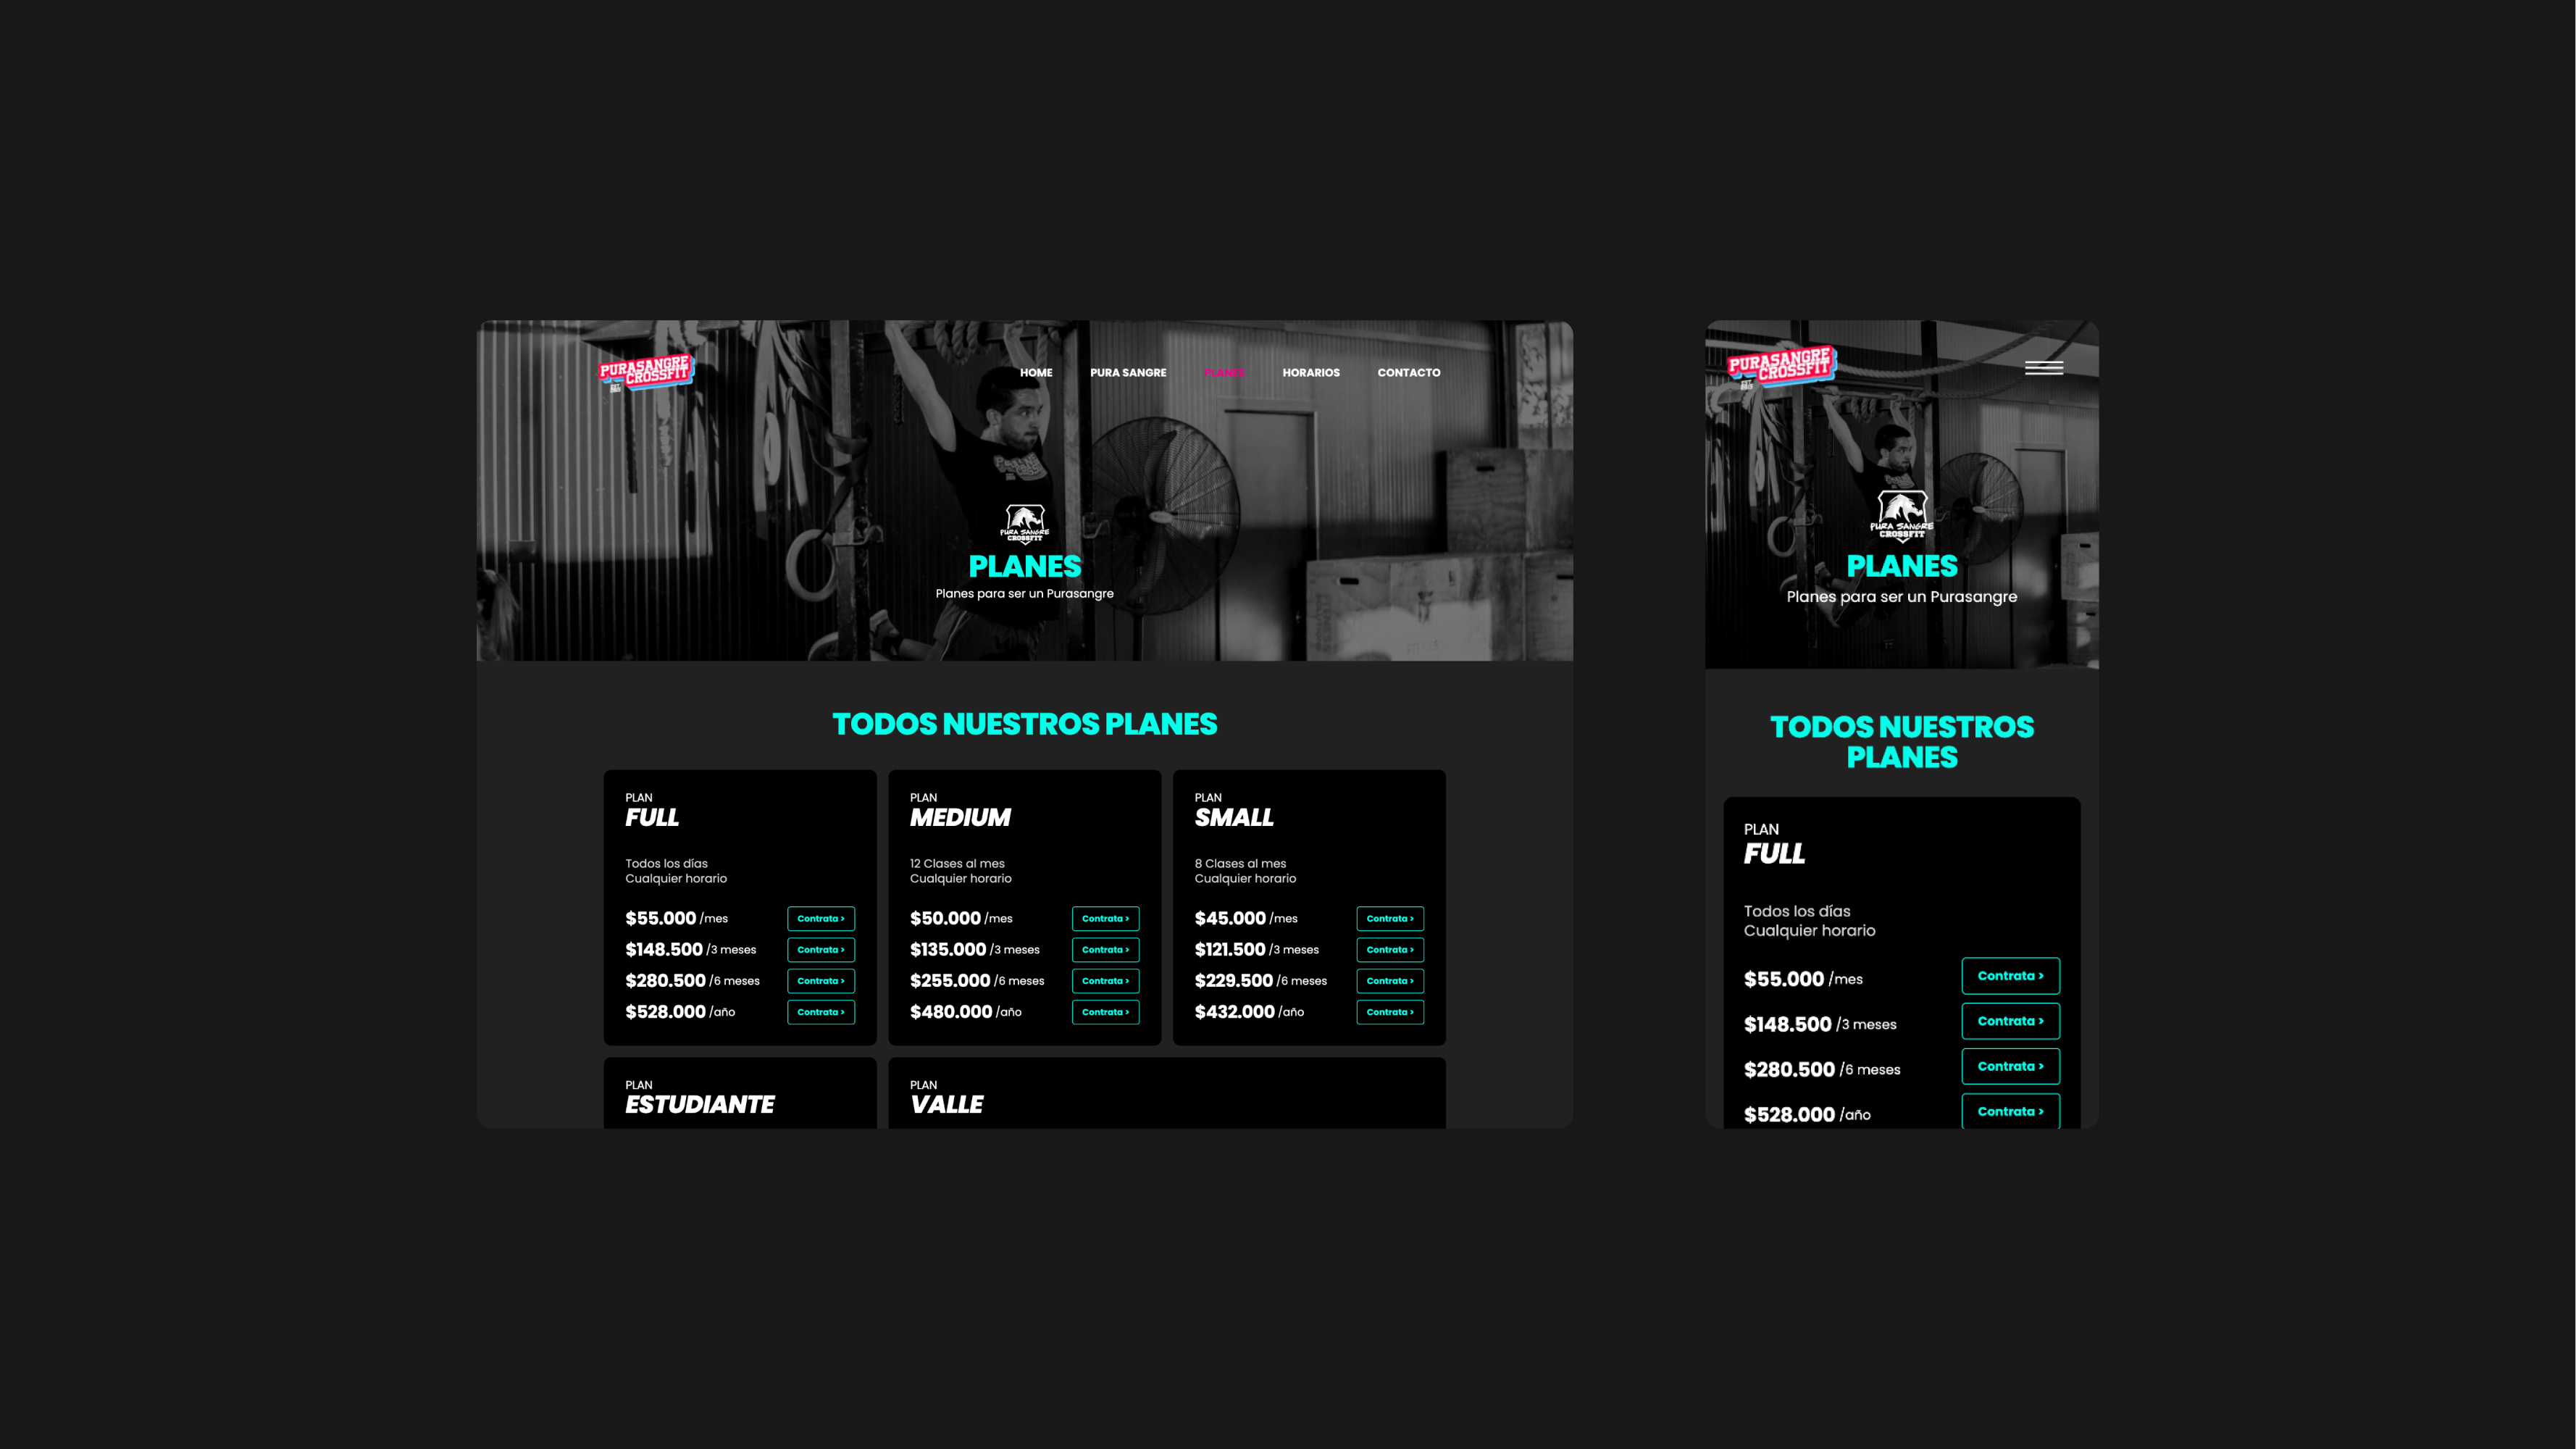 PURASANGRE
CROSSFIT
HOME PURA SANGRE PLANES HORARIOS CONTACTO
PURA SANGRE
CROSSFIT
PLANES
Planes para ser un Purasangre
TODOS NUESTROS PLANES
PLAN
FULL
Todos los días
Cualquier horario
$55.000 /mes Contrata >
$148.500 /3 meses Contrata >
$280.500 /6 meses Contrata >
$528.000 /año Contrata >
PLAN
MEDIUM
12 Clases al mes
Cualquier horario
$50.000 /mes Contrata >
$135.000 /3 meses Contrata >
$255.000 /6 meses Contrata >
$480.000 /año Contrata >
PLAN
SMALL
8 Clases al mes
Cualquier horario
$45.000 /mes Contrata >
$121.500 /3 meses Contrata >
$229.500 /6 meses Contrata >
$432.000 /año Contrata >
PLAN
ESTUDIANTE
PLAN
VALLE
PURASANGRE
CROSSFIT
PURA SANGRE
CROSSFIT
PLANES
Planes para ser un Purasangre
TODOS NUESTROS
PLANES
PLAN
FULL
Todos los días
Cualquier horario
$55.000 /mes Contrata >
$148.500 /3 meses Contrata >
$280.500 /6 meses Contrata >
$528.000 /año Contrata >